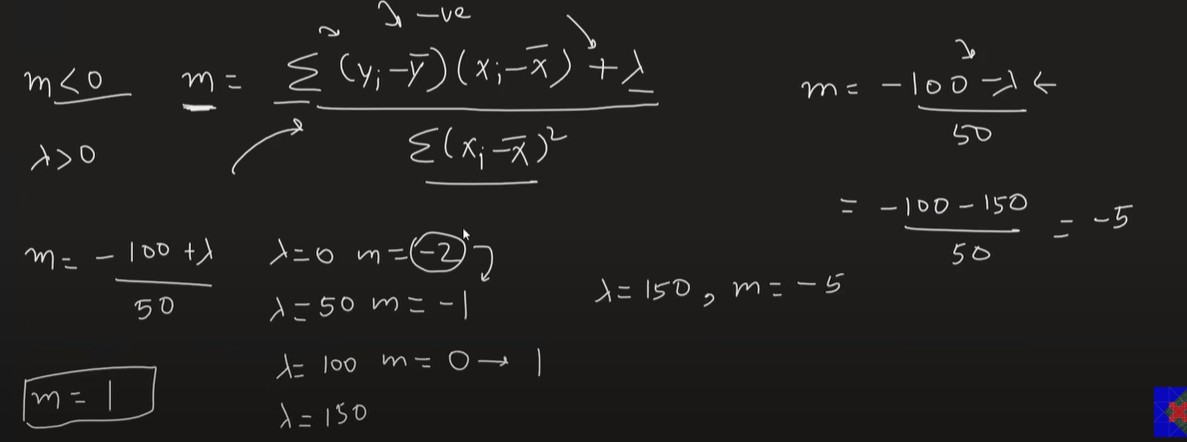 -ve
m<0 m = Σ (yᵢ-ȳ)(xᵢ-x̄) + λ
Σ(xᵢ-x̄)²
λ>0
m = -100 + λ
50
λ=0 m = -2
λ=50 m = -1
λ= 100 m = 0 → 1
λ=150
m = 1
m = -100 - λ ←
50
= -100 - 150 = -5
50
λ=150, m = -5